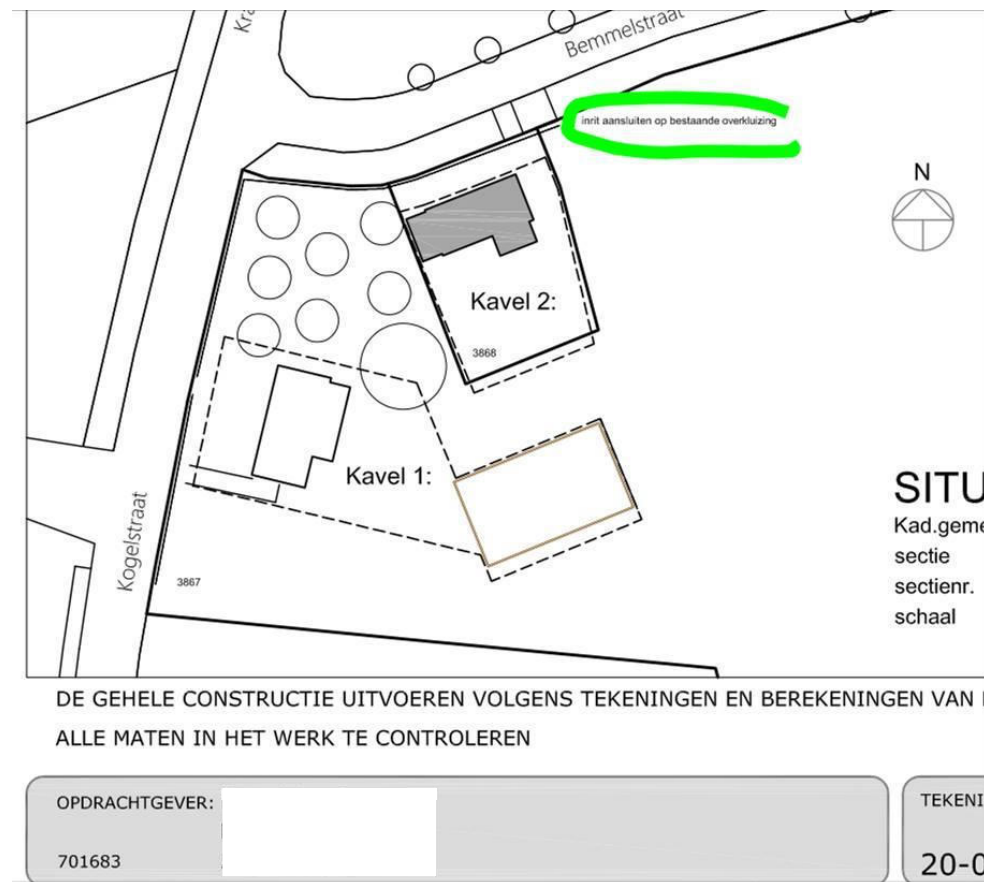 Bemmelstraat
inrit aansluiten op bestaande overkluizing
N
Kavel 2:
3868
Kavel 1:
Kogelstraat
3867
SITU
Kad.geme
sectie
sectienr.
schaal
DE GEHELE CONSTRUCTIE UITVOEREN VOLGENS TEKENINGEN EN BEREKENINGEN VAN
ALLE MATEN IN HET WERK TE CONTROLEREN
OPDRACHTGEVER:
701683
TEKENI
20-0